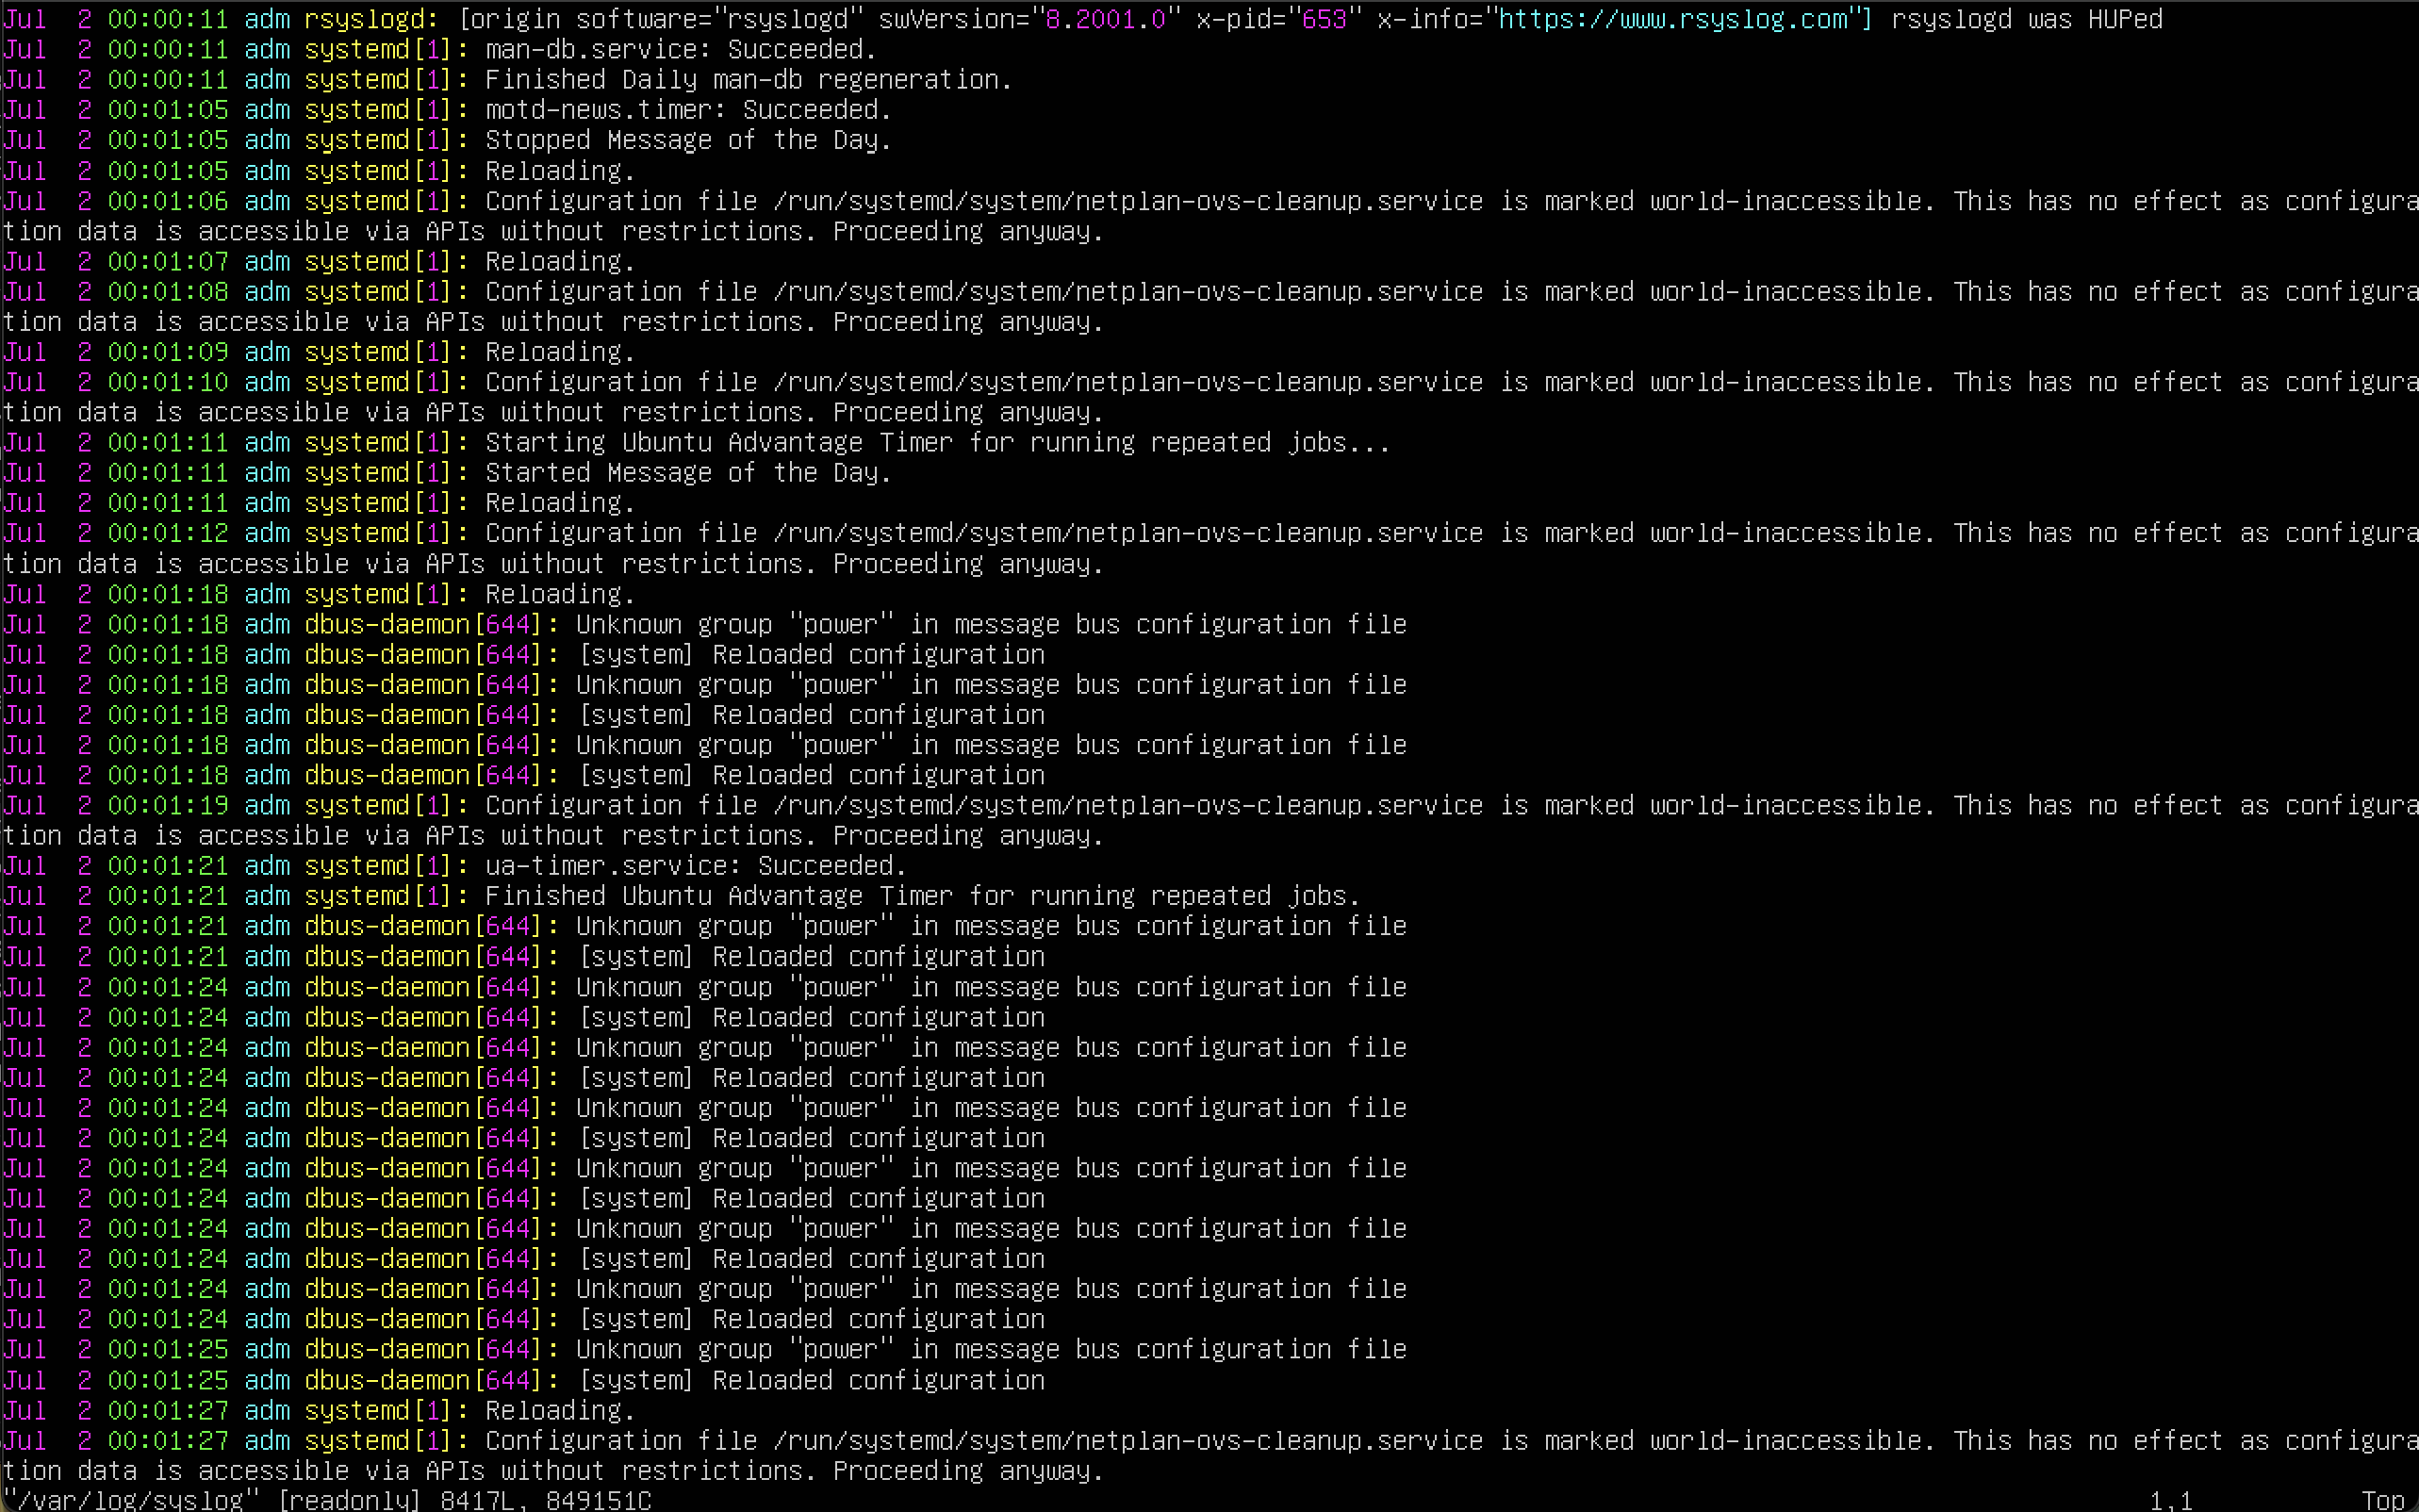 Jul  2 00:00:11 adm rsyslogd: [origin software="rsyslogd" swVersion="8.2001.0" x-pid="653" x-info="https://www.rsyslog.com"] rsyslogd was HUPed
Jul  2 00:00:11 adm systemd[1]: man-db.service: Succeeded.
Jul  2 00:00:11 adm systemd[1]: Finished Daily man-db regeneration.
Jul  2 00:01:05 adm systemd[1]: motd-news.timer: Succeeded.
Jul  2 00:01:05 adm systemd[1]: Stopped Message of the Day.
Jul  2 00:01:05 adm systemd[1]: Reloading.
Jul  2 00:01:06 adm systemd[1]: Configuration file /run/systemd/system/netplan-ovs-cleanup.service is marked world-inaccessible. This has no effect as configura
tion data is accessible via APIs without restrictions. Proceeding anyway.
Jul  2 00:01:07 adm systemd[1]: Reloading.
Jul  2 00:01:08 adm systemd[1]: Configuration file /run/systemd/system/netplan-ovs-cleanup.service is marked world-inaccessible. This has no effect as configura
tion data is accessible via APIs without restrictions. Proceeding anyway.
Jul  2 00:01:09 adm systemd[1]: Reloading.
Jul  2 00:01:10 adm systemd[1]: Configuration file /run/systemd/system/netplan-ovs-cleanup.service is marked world-inaccessible. This has no effect as configura
tion data is accessible via APIs without restrictions. Proceeding anyway.
Jul  2 00:01:11 adm systemd[1]: Starting Ubuntu Advantage Timer for running repeated jobs...
Jul  2 00:01:11 adm systemd[1]: Started Message of the Day.
Jul  2 00:01:11 adm systemd[1]: Reloading.
Jul  2 00:01:12 adm systemd[1]: Configuration file /run/systemd/system/netplan-ovs-cleanup.service is marked world-inaccessible. This has no effect as configura
tion data is accessible via APIs without restrictions. Proceeding anyway.
Jul  2 00:01:18 adm systemd[1]: Reloading.
Jul  2 00:01:18 adm dbus-daemon[644]: Unknown group "power" in message bus configuration file
Jul  2 00:01:18 adm dbus-daemon[644]: [system] Reloaded configuration
Jul  2 00:01:18 adm dbus-daemon[644]: Unknown group "power" in message bus configuration file
Jul  2 00:01:18 adm dbus-daemon[644]: [system] Reloaded configuration
Jul  2 00:01:18 adm dbus-daemon[644]: Unknown group "power" in message bus configuration file
Jul  2 00:01:18 adm dbus-daemon[644]: [system] Reloaded configuration
Jul  2 00:01:19 adm systemd[1]: Configuration file /run/systemd/system/netplan-ovs-cleanup.service is marked world-inaccessible. This has no effect as configura
tion data is accessible via APIs without restrictions. Proceeding anyway.
Jul  2 00:01:21 adm systemd[1]: ua-timer.service: Succeeded.
Jul  2 00:01:21 adm systemd[1]: Finished Ubuntu Advantage Timer for running repeated jobs.
Jul  2 00:01:21 adm dbus-daemon[644]: Unknown group "power" in message bus configuration file
Jul  2 00:01:21 adm dbus-daemon[644]: [system] Reloaded configuration
Jul  2 00:01:24 adm dbus-daemon[644]: Unknown group "power" in message bus configuration file
Jul  2 00:01:24 adm dbus-daemon[644]: [system] Reloaded configuration
Jul  2 00:01:24 adm dbus-daemon[644]: Unknown group "power" in message bus configuration file
Jul  2 00:01:24 adm dbus-daemon[644]: [system] Reloaded configuration
Jul  2 00:01:24 adm dbus-daemon[644]: Unknown group "power" in message bus configuration file
Jul  2 00:01:24 adm dbus-daemon[644]: [system] Reloaded configuration
Jul  2 00:01:24 adm dbus-daemon[644]: Unknown group "power" in message bus configuration file
Jul  2 00:01:24 adm dbus-daemon[644]: [system] Reloaded configuration
Jul  2 00:01:24 adm dbus-daemon[644]: Unknown group "power" in message bus configuration file
Jul  2 00:01:24 adm dbus-daemon[644]: [system] Reloaded configuration
Jul  2 00:01:24 adm dbus-daemon[644]: Unknown group "power" in message bus configuration file
Jul  2 00:01:24 adm dbus-daemon[644]: [system] Reloaded configuration
Jul  2 00:01:25 adm dbus-daemon[644]: Unknown group "power" in message bus configuration file
Jul  2 00:01:25 adm dbus-daemon[644]: [system] Reloaded configuration
Jul  2 00:01:27 adm systemd[1]: Reloading.
Jul  2 00:01:27 adm systemd[1]: Configuration file /run/systemd/system/netplan-ovs-cleanup.service is marked world-inaccessible. This has no effect as configura
tion data is accessible via APIs without restrictions. Proceeding anyway.
"/var/log/syslog" [readonly] 8417L, 849151C 1,1 Top